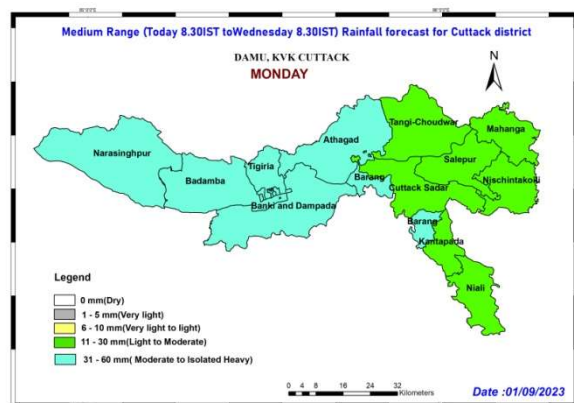 Medium Range (Today 8.30IST toWednesday 8.30IST) Rainfall forecast for Cuttack district
DAMU, KVK CUTTACK
MONDAY
N
Tangi-Choudwar
Mahanga
Athagad
Narasinghpur
Salepur
Tigiria
Badamba
Barang
Nischintakoili
Cuttack Sadar
Banki and Dampada
Barang
Kantapada
Niali
Legend
0 mm(Dry)
1 - 5 mm(Very light)
6 - 10 mm(Very light to light)
11 - 30 mm(Light to Moderate)
31 - 60 mm( Moderate to Isolated Heavy)
0 4 8 16 24 32
Kilometers
Date :01/09/2023